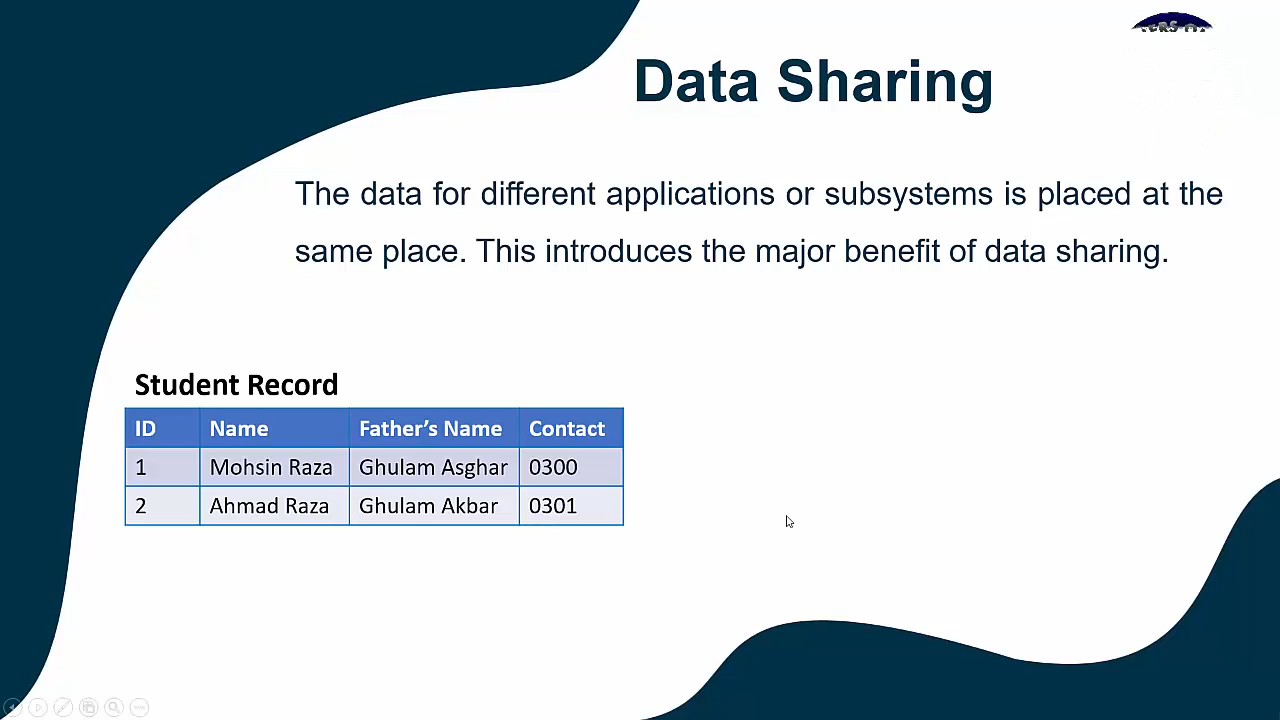 Data Sharing
The data for different applications or subsystems is placed at the
same place. This introduces the major benefit of data sharing.
Student Record
ID Name Father's Name Contact
1 Mohsin Raza Ghulam Asghar 0300
2 Ahmad Raza Ghulam Akbar 0301